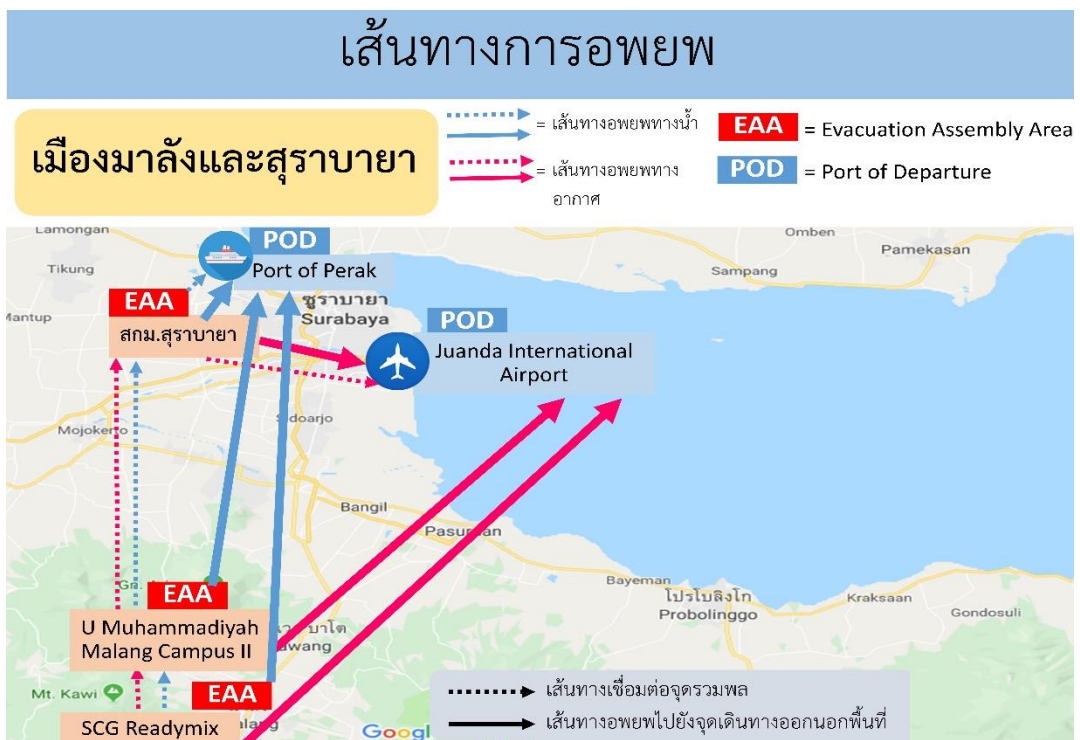 เส้นทางการอพยพ
เมืองมาลังและสุราบายา
= เส้นทางอพยพทางน้ำ
= เส้นทางอพยพทาง
อากาศ
EAA = Evacuation Assembly Area
POD = Port of Departure
Lamongan
POD
Port of Perak
Omben
Pamekasan
Tikung
Sampang
EAA
ซูราบายา
Surabaya
Mantup
สกม.สุราบายา
POD
Juanda International
Airport
Sidoarjo
Mojokerto
Bangil
Pasuruan
Gn.
EAA
Bayeman
โปรโบลิงโก
Probolinggo
Kraksaan
Gondosuli
U Muhammadiyah
Malang Campus II
wang
Mt. Kawi
EAA
เส้นทางเชื่อมต่อจุดรวมพล
SCG Readymix
alang
Googl
เส้นทางอพยพไปยังจุดเดินทางออกนอกพื้นที่